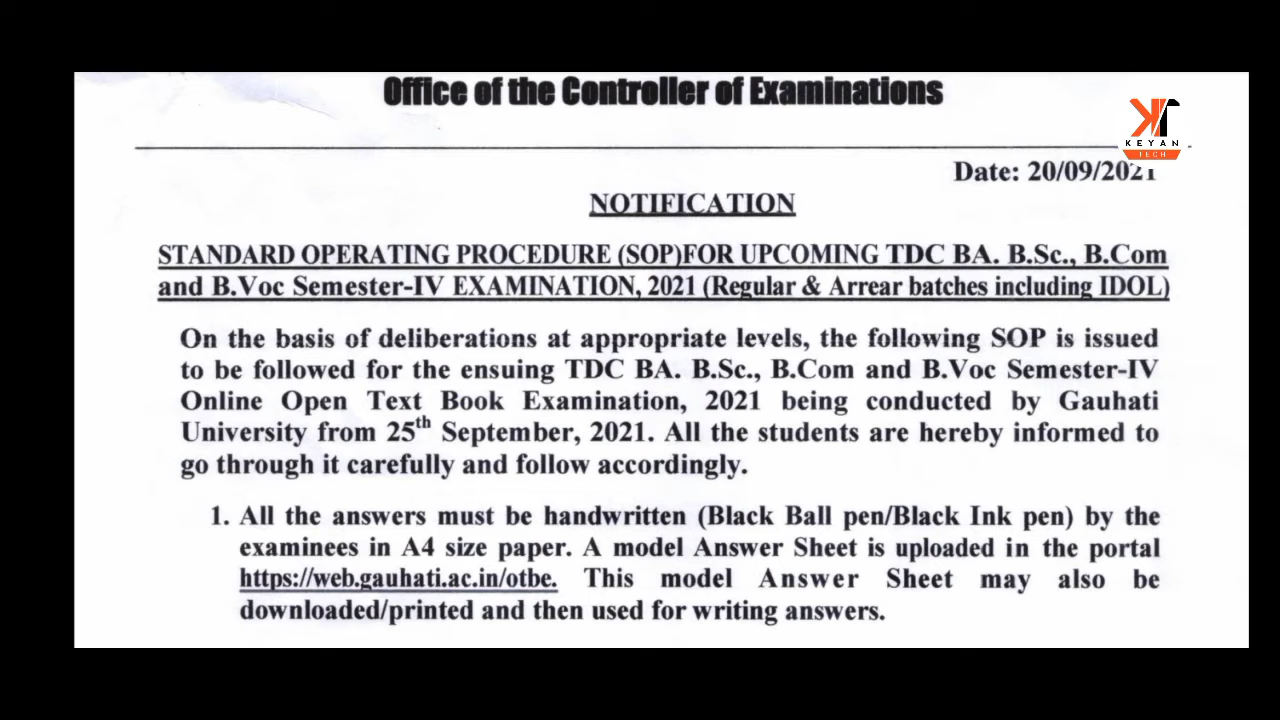 Office of the Controller of Examinations
KEYAN
TECH
Date: 20/09/2021
NOTIFICATION
STANDARD OPERATING PROCEDURE (SOP)FOR UPCOMING TDC BA. B.Sc., B.Com
and B.Voc Semester-IV EXAMINATION, 2021 (Regular & Arrear batches including IDOL)
On the basis of deliberations at appropriate levels, the following SOP is issued
to be followed for the ensuing TDC BA. B.Sc., B.Com and B.Voc Semester-IV
Online Open Text Book Examination, 2021 being conducted by Gauhati
University from 25th September, 2021. All the students are hereby informed to
go through it carefully and follow accordingly.
1. All the answers must be handwritten (Black Ball pen/Black Ink pen) by the
examinees in A4 size paper. A model Answer Sheet is uploaded in the portal
https://web.gauhati.ac.in/otbe. This model Answer Sheet may also be
downloaded/printed and then used for writing answers.